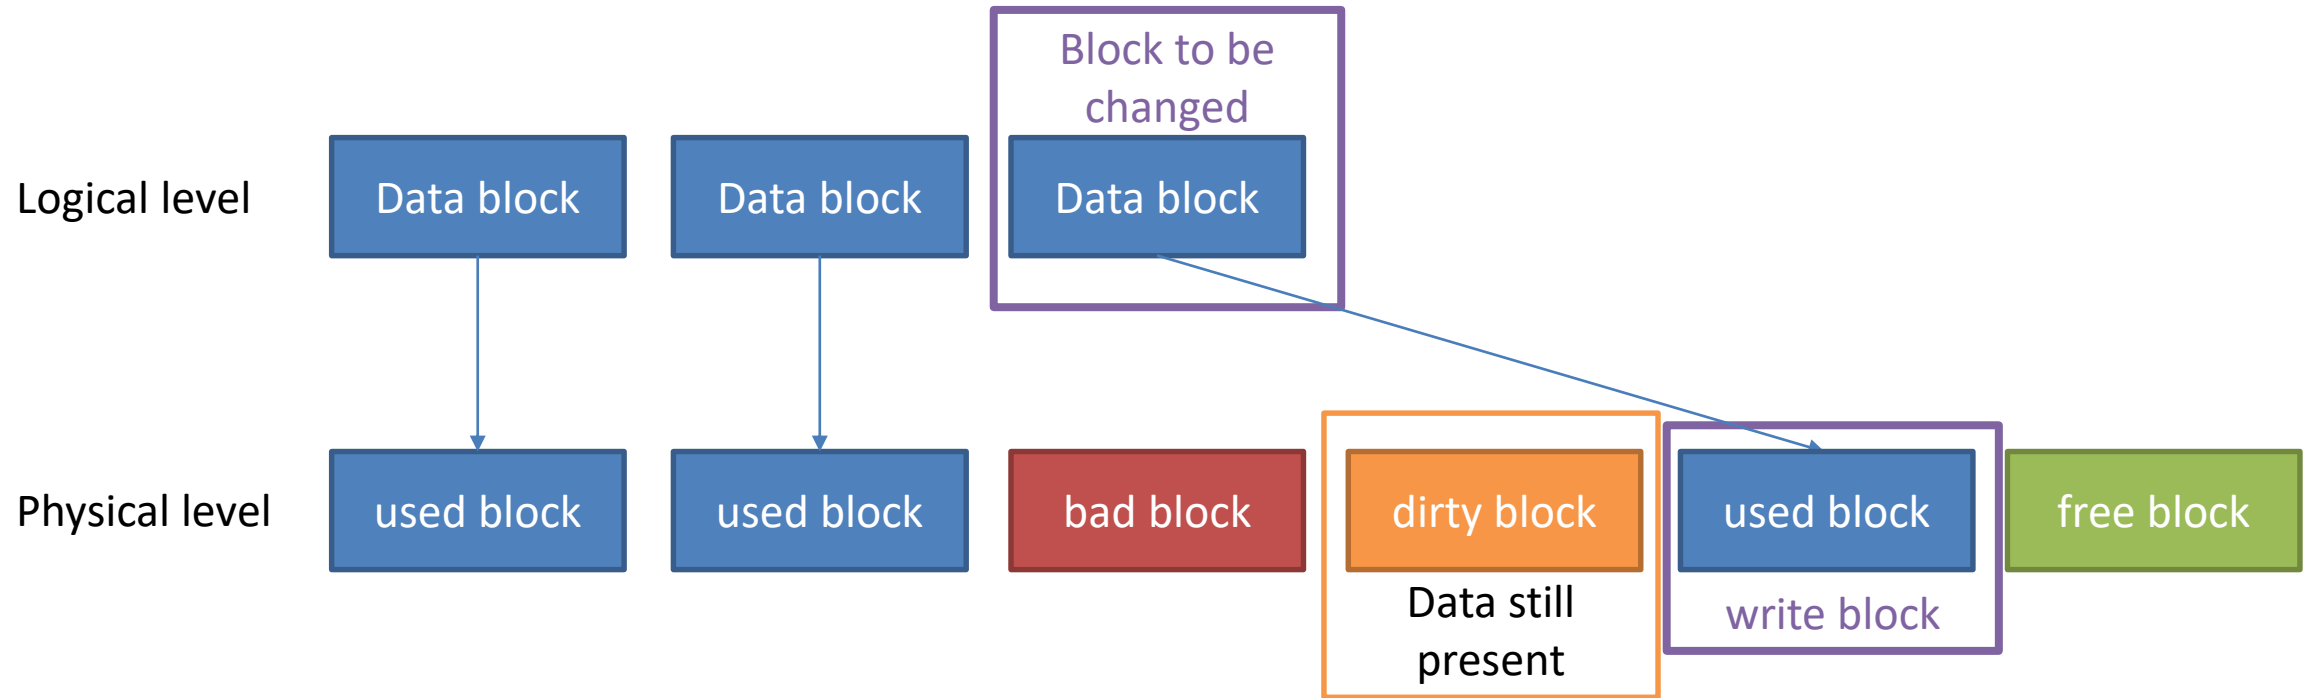 Block to be
changed
Logical level
Data block
Data block
Data block
Physical level
used block
used block
bad block
dirty block
used block
free block
Data still
present
write block